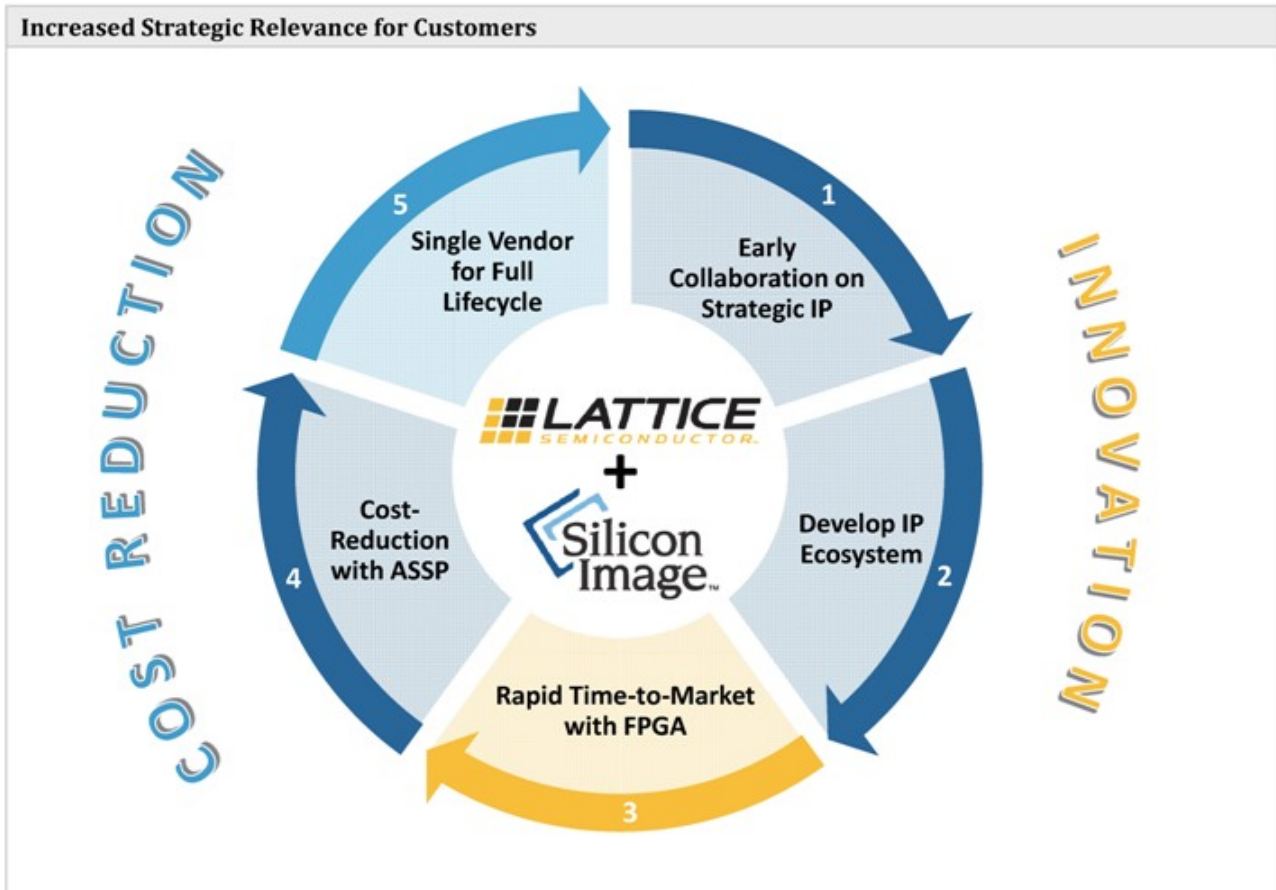 Increased Strategic Relevance for Customers
COST REDUCTION
INNOVATION
1
Early
Collaboration on
Strategic IP
2
Develop IP
Ecosystem
3
Rapid Time-to-Market
with FPGA
4
Cost-
Reduction
with ASSP
5
Single Vendor
for Full
Lifecycle
LATTICE
SEMICONDUCTOR™
+
Silicon
Image™